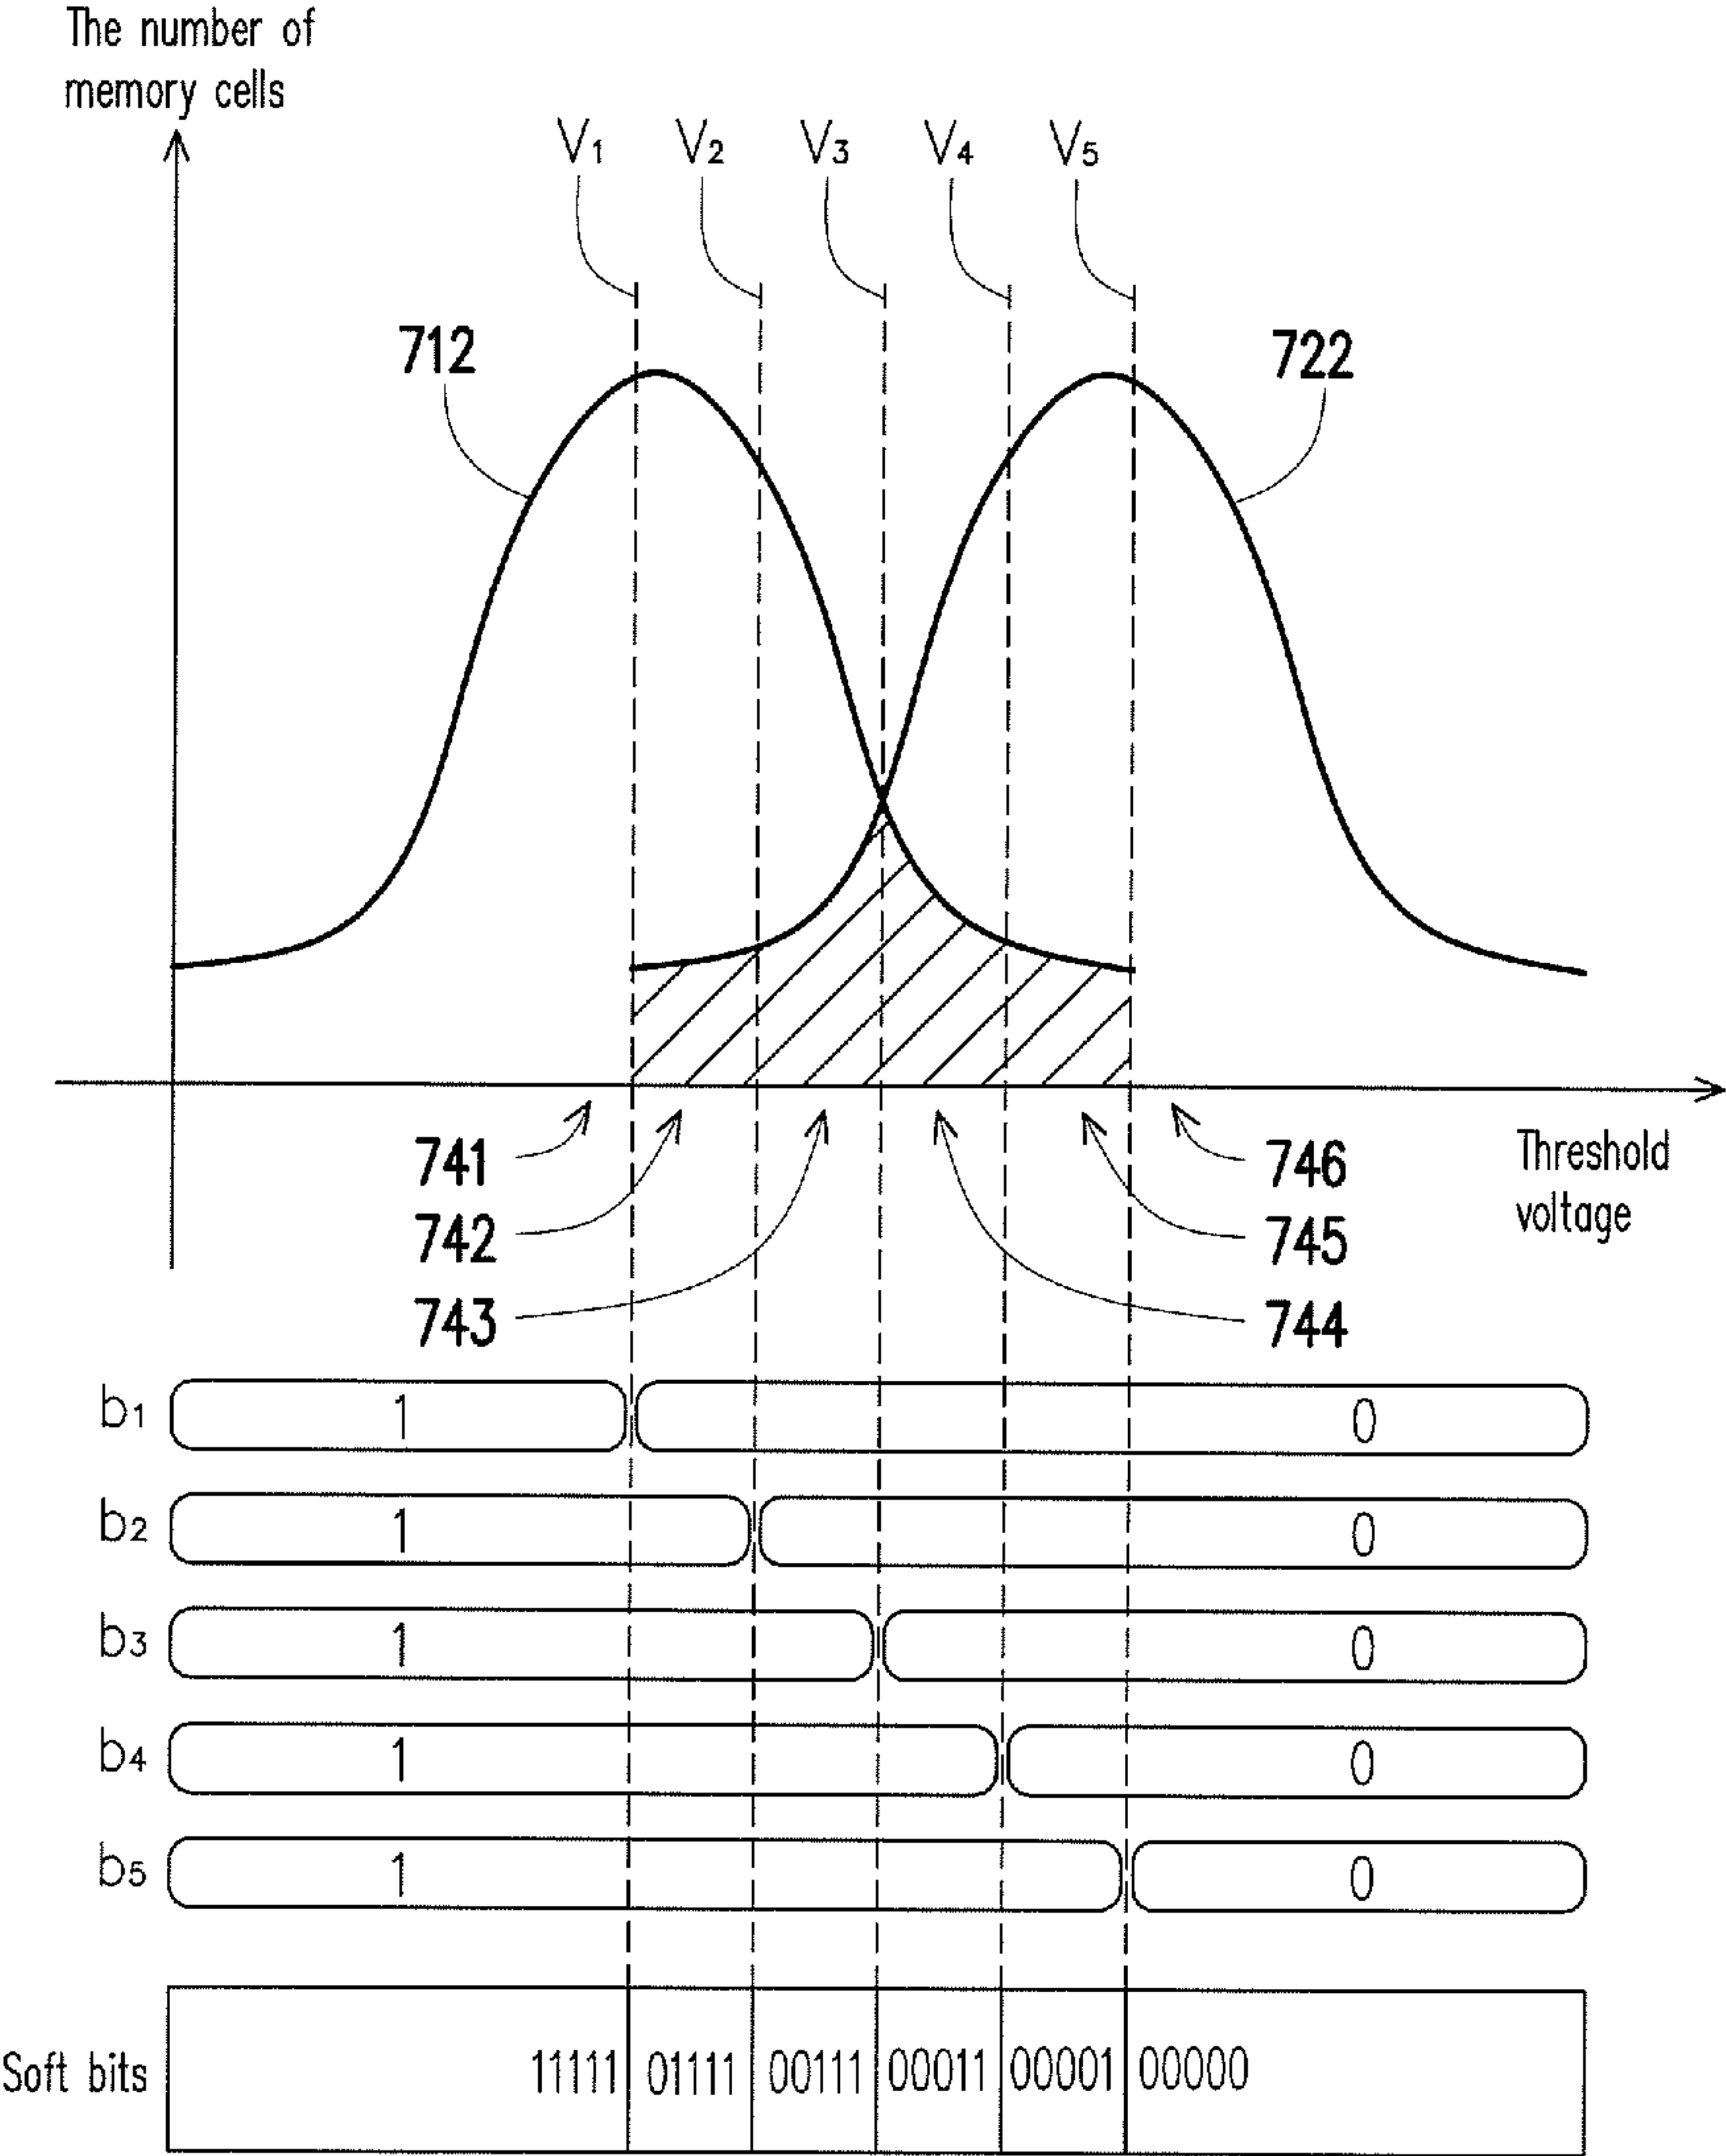 The number of
memory cells
V1 V2 V3 V4 V5
712 722
741 746
Threshold
voltage
742 745
743 744
b1 1 0
b2 1 0
b3 1 0
b4 1 0
b5 1 0
Soft bits 11111 01111 00111 00011 00001 00000